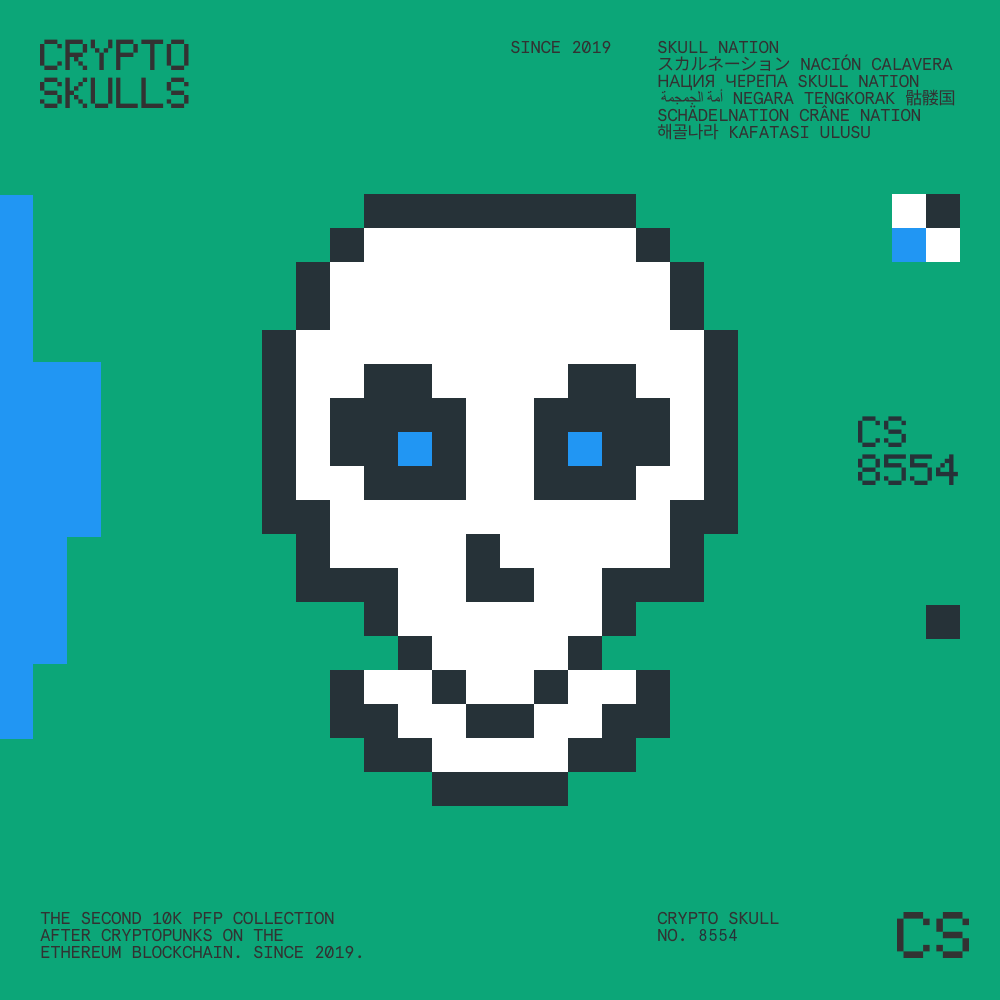 CRYPTO
SKULLS
SINCE 2019
SKULL NATION
スカルネーション NACIÓN CALAVERA
НАЦИЯ ЧЕРЕПА SKULL NATION
أمة الجمجمة NEGARA TENGKORAK 骷髅国
SCHÄDELNATION CRÂNE NATION
해골나라 KAFATASI ULUSU
CS
8554
THE SECOND 10K PFP COLLECTION
AFTER CRYPTOPUNKS ON THE
ETHEREUM BLOCKCHAIN. SINCE 2019.
CRYPTO SKULL
NO. 8554
CS